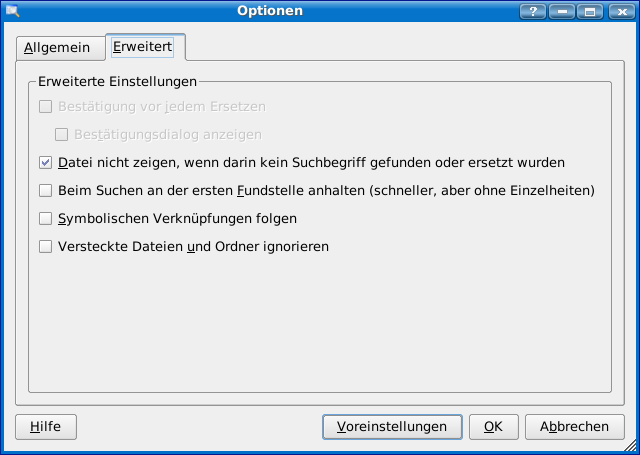 Optionen
Allgemein
Erweitert
Erweiterte Einstellungen
Bestätigung vor jedem Ersetzen
Bestätigungsdialog anzeigen
Datei nicht zeigen, wenn darin kein Suchbegriff gefunden oder ersetzt wurden
Beim Suchen an der ersten Fundstelle anhalten (schneller, aber ohne Einzelheiten)
Symbolischen Verknüpfungen folgen
Versteckte Dateien und Ordner ignorieren
Hilfe
Voreinstellungen
OK
Abbrechen